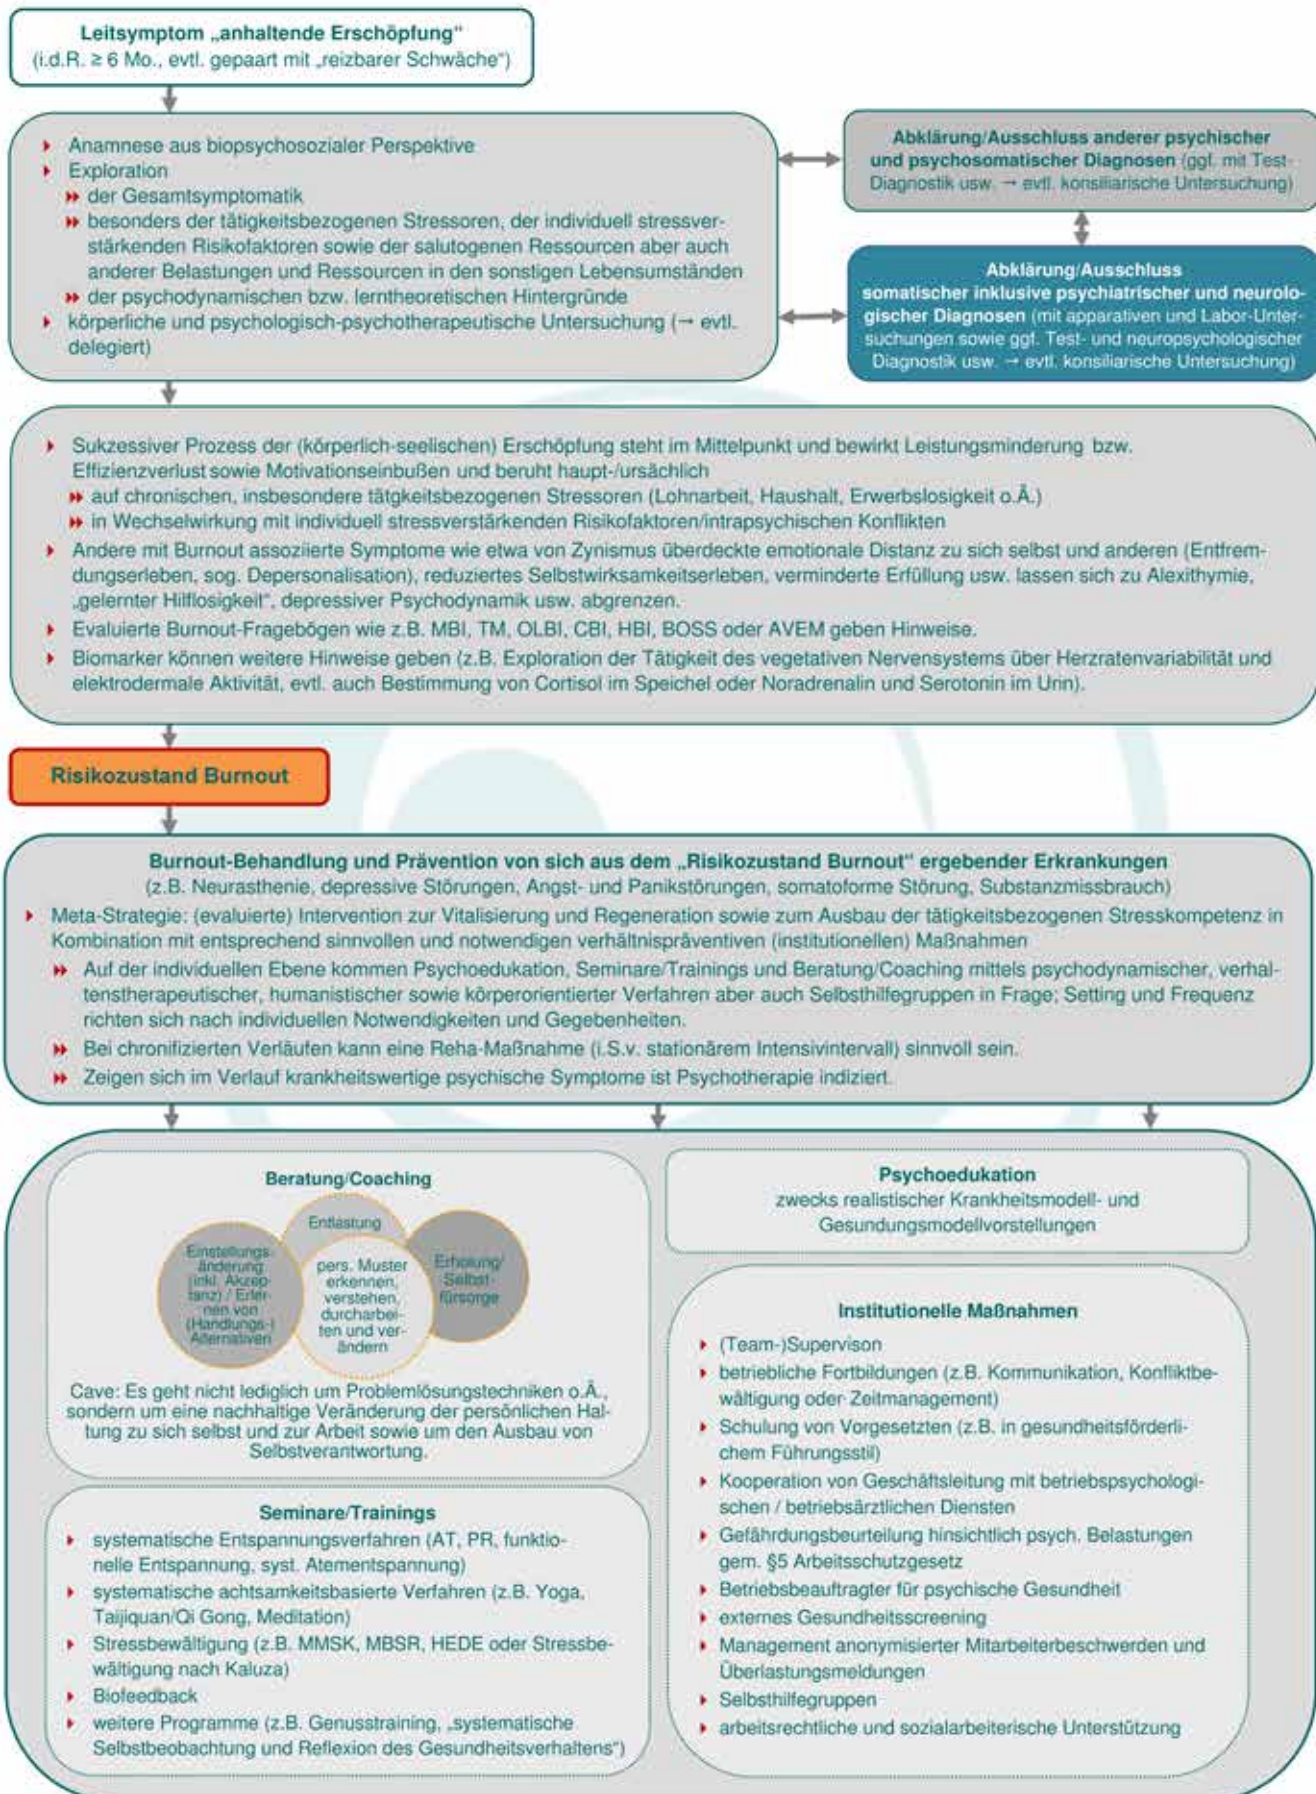 Leitsymptom „anhaltende Erschöpfung“
(i.d.R. ≥ 6 Mo., evtl. gepaart mit „reizbarer Schwäche“)
Anamnese aus biopsychosozialer Perspektive
Exploration
der Gesamtsymptomatik
besonders der tätigkeitsbezogenen Stressoren, der individuell stressver-
stärkenden Risikofaktoren sowie der salutogenen Ressourcen aber auch
anderer Belastungen und Ressourcen in den sonstigen Lebensumständen
der psychodynamischen bzw. lerntheoretischen Hintergründe
körperliche und psychologisch-psychotherapeutische Untersuchung (→ evtl.
delegiert)
Abklärung/Ausschluss anderer psychischer
und psychosomatischer Diagnosen (ggf. mit Test-
Diagnostik usw. → evtl. konsiliarische Untersuchung)
Abklärung/Ausschluss
somatischer inklusive psychiatrischer und neurolo-
gischer Diagnosen (mit apparativen und Labor-Unter-
suchungen sowie ggf. Test- und neuropsychologischer
Diagnostik usw. → evtl. konsiliarische Untersuchung)
Sukzessiver Prozess der (körperlich-seelischen) Erschöpfung steht im Mittelpunkt und bewirkt Leistungsminderung bzw.
Effizienzverlust sowie Motivationseinbußen und beruht haupt-/ursächlich
auf chronischen, insbesondere tätgkeitsbezogenen Stressoren (Lohnarbeit, Haushalt, Erwerbslosigkeit o.Ä.)
in Wechselwirkung mit individuell stressverstärkenden Risikofaktoren/intrapsychischen Konflikten
Andere mit Burnout assoziierte Symptome wie etwa von Zynismus überdeckte emotionale Distanz zu sich selbst und anderen (Entfrem-
dungserleben, sog. Depersonalisation), reduziertes Selbstwirksamkeitserleben, verminderte Erfüllung usw. lassen sich zu Alexithymie,
„gelernter Hilflosigkeit“, depressiver Psychodynamik usw. abgrenzen.
Evaluierte Burnout-Fragebögen wie z.B. MBI, TM, OLBI, CBI, HBI, BOSS oder AVEM geben Hinweise.
Biomarker können weitere Hinweise geben (z.B. Exploration der Tätigkeit des vegetativen Nervensystems über Herzratenvariabilität und
elektrodermale Aktivität, evtl. auch Bestimmung von Cortisol im Speichel oder Noradrenalin und Serotonin im Urin).
Risikozustand Burnout
Burnout-Behandlung und Prävention von sich aus dem „Risikozustand Burnout“ ergebender Erkrankungen
(z.B. Neurasthenie, depressive Störungen, Angst- und Panikstörungen, somatoforme Störung, Substanzmissbrauch)
Meta-Strategie: (evaluierte) Intervention zur Vitalisierung und Regeneration sowie zum Ausbau der tätigkeitsbezogenen Stresskompetenz in
Kombination mit entsprechend sinnvollen und notwendigen verhältnispräventiven (institutionellen) Maßnahmen
Auf der individuellen Ebene kommen Psychoedukation, Seminare/Trainings und Beratung/Coaching mittels psychodynamischer, verhal-
tenstherapeutischer, humanistischer sowie körperorientierter Verfahren aber auch Selbsthilfegruppen in Frage; Setting und Frequenz
richten sich nach individuellen Notwendigkeiten und Gegebenheiten.
Bei chronifizierten Verläufen kann eine Reha-Maßnahme (i.S.v. stationärem Intensivintervall) sinnvoll sein.
Zeigen sich im Verlauf krankheitswertige psychische Symptome ist Psychotherapie indiziert.
Beratung/Coaching
Entlastung
Einstellungs-
änderung
(inkl. Akzep-
tanz) / Erler-
nen von
(Handlungs-)
Alternativen
pers. Muster
erkennen,
verstehen,
durcharbei-
ten und ver-
ändern
Erholung/
Selbst-
fürsorge
Cave: Es geht nicht lediglich um Problemlösungstechniken o.Ä.,
sondern um eine nachhaltige Veränderung der persönlichen Hal-
tung zu sich selbst und zur Arbeit sowie um den Ausbau von
Selbstverantwortung.
Seminare/Trainings
systematische Entspannungsverfahren (AT, PR, funktio-
nelle Entspannung, syst. Atementspannung)
systematische achtsamkeitsbasierte Verfahren (z.B. Yoga,
Taijiquan/Qi Gong, Meditation)
Stressbewältigung (z.B. MMSK, MBSR, HEDE oder Stressbe-
wältigung nach Kaluza)
Biofeedback
weitere Programme (z.B. Genusstraining, „systematische
Selbstbeobachtung und Reflexion des Gesundheitsverhaltens“)
Psychoedukation
zwecks realistischer Krankheitsmodell- und
Gesundungsmodellvorstellungen
Institutionelle Maßnahmen
(Team-)Supervison
betriebliche Fortbildungen (z.B. Kommunikation, Konfliktbe-
wältigung oder Zeitmanagement)
Schulung von Vorgesetzten (z.B. in gesundheitsförderli-
chem Führungsstil)
Kooperation von Geschäftsleitung mit betriebspsychologi-
schen / betriebsärztlichen Diensten
Gefährdungsbeurteilung hinsichtlich psych. Belastungen
gem. §5 Arbeitsschutzgesetz
Betriebsbeauftragter für psychische Gesundheit
externes Gesundheitsscreening
Management anonymisierter Mitarbeiterbeschwerden und
Überlastungsmeldungen
Selbsthilfegruppen
arbeitsrechtliche und sozialarbeiterische Unterstützung